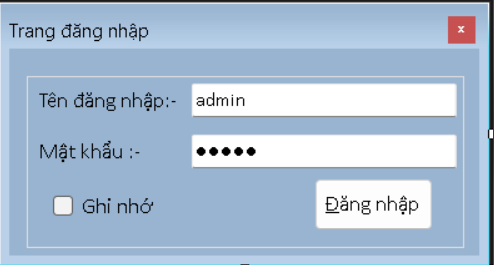 Trang đăng nhập
x
Tên đăng nhập:- admin
Mật khẩu :- ●●●●●
Ghi nhớ Đăng nhập